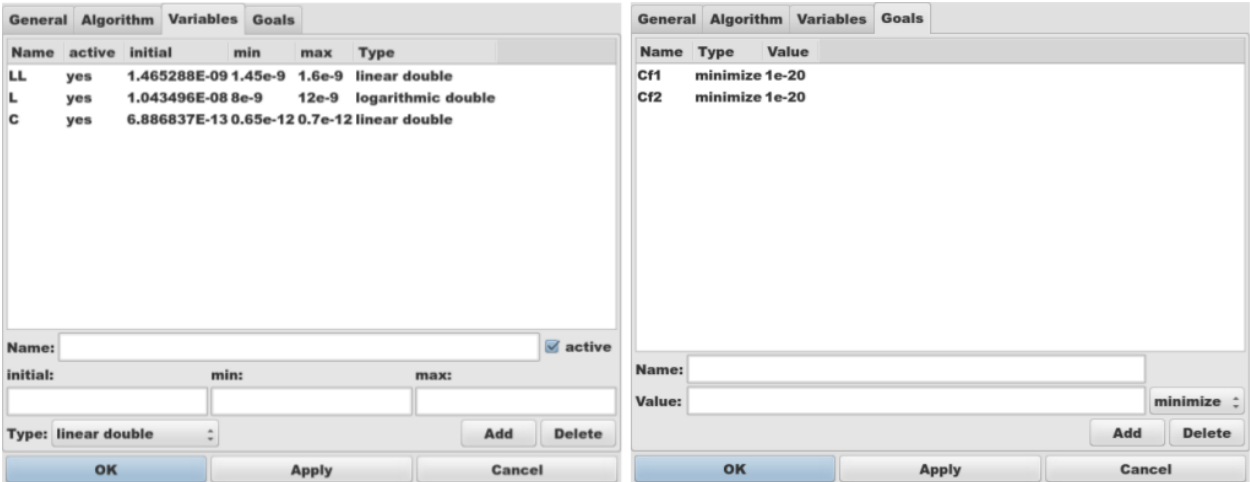 General Algorithm Variables Goals
Name active initial min max Type
LL yes 1.465288E-09 1.45e-9 1.6e-9 linear double
L yes 1.043496E-08 8e-9 12e-9 logarithmic double
C yes 6.886837E-13 0.65e-12 0.7e-12 linear double
Name: active
initial: min: max:
Type: linear double Add Delete
OK Apply Cancel
General Algorithm Variables Goals
Name Type Value
Cf1 minimize 1e-20
Cf2 minimize 1e-20
Name:
Value: minimize
Add Delete
OK Apply Cancel